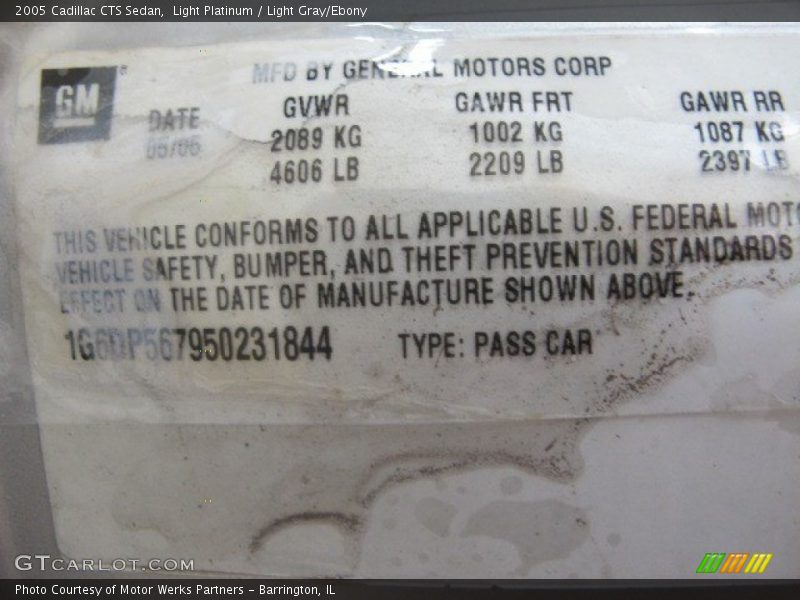 2005 Cadillac CTS Sedan, Light Platinum / Light Gray/Ebony
MFD BY GENERAL MOTORS CORP
GM
DATE
GVWR
GAWR FRT
GAWR RR
2089 KG
1002 KG
1087 KG
4606 LB
2209 LB
2397 LB
THIS VEHICLE CONFORMS TO ALL APPLICABLE U.S. FEDERAL MOTO
VEHICLE SAFETY, BUMPER, AND THEFT PREVENTION STANDARDS
EFFECT ON THE DATE OF MANUFACTURE SHOWN ABOVE.
1G6DP567950231844 TYPE: PASS CAR
GTCARLOT.COM
Photo Courtesy of Motor Werks Partners - Barrington, IL